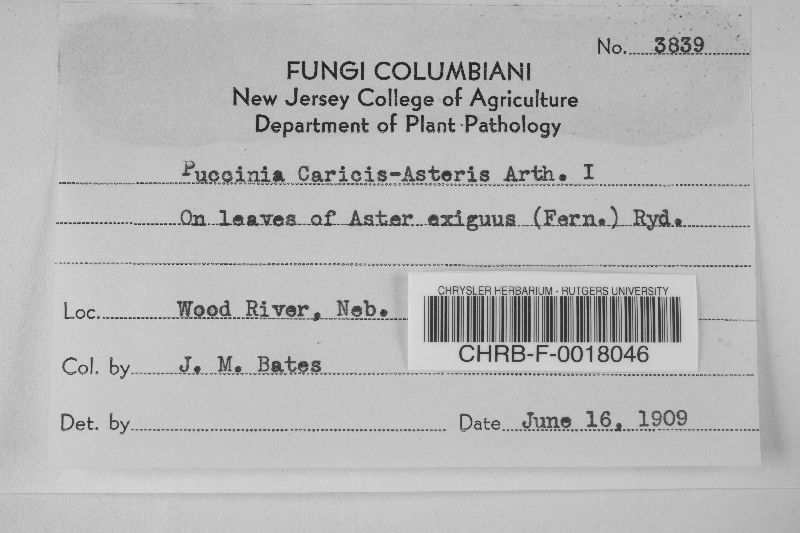 No. 3839
FUNGI COLUMBIANI
New Jersey College of Agriculture
Department of Plant Pathology
Puccinia Caricis-Asteris Arth. I
On leaves of Aster exiguus (Fern.) Ryd.
Loc. Wood River, Neb.
CHRYSLER HERBARIUM - RUTGERS UNIVERSITY
CHRB-F-0018046
Col. by J. M. Bates
Det. by
Date June 16, 1909